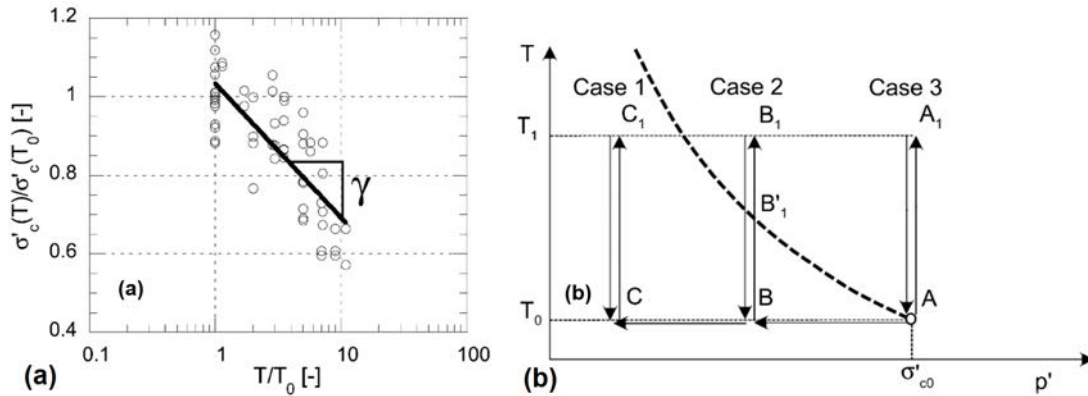 (a)
1.2
1
0.8
0.6
0.4
σ'c(T)/σ'c(T0) [-]
γ
(a)
0.1
1
10
100
T/T0 [-]
(a)
T
Case 1
Case 2
Case 3
C1
B1
A1
T1
B'1
(b)
C
B
A
T0
σ'c0
(b)
p'